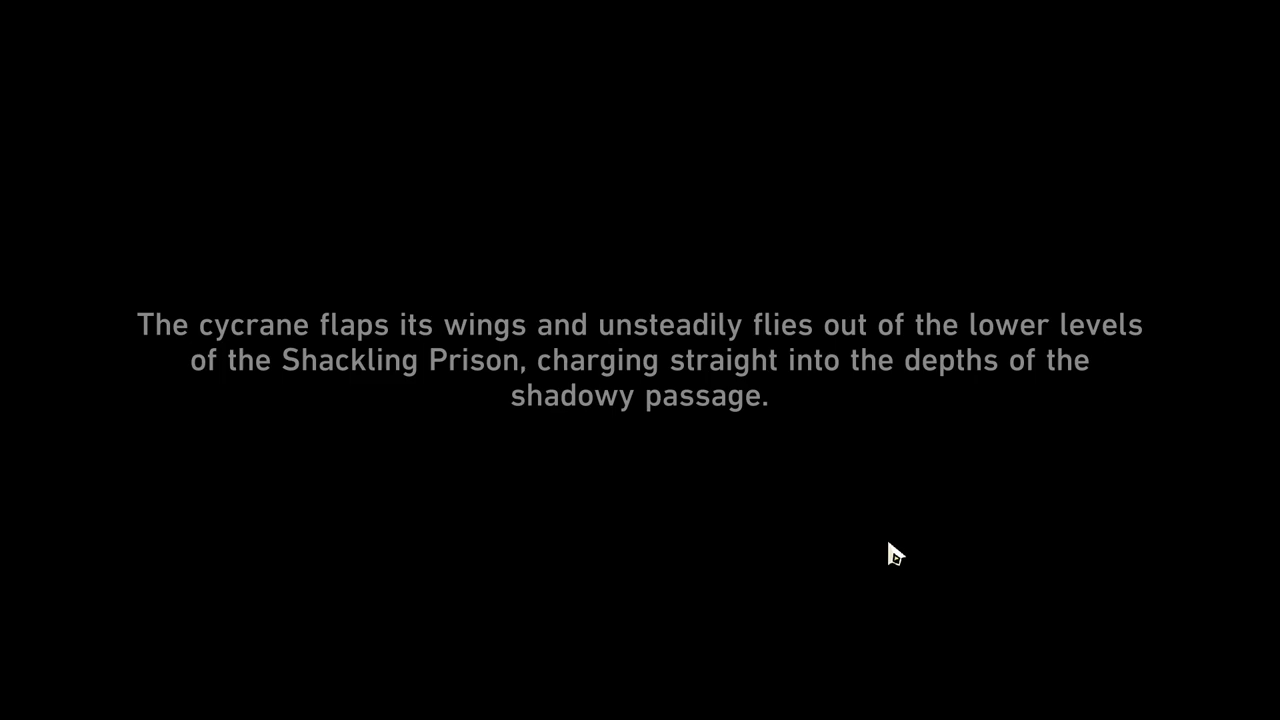 The cycrane flaps its wings and unsteadily flies out of the lower levels
of the Shackling Prison, charging straight into the depths of the
shadowy passage.